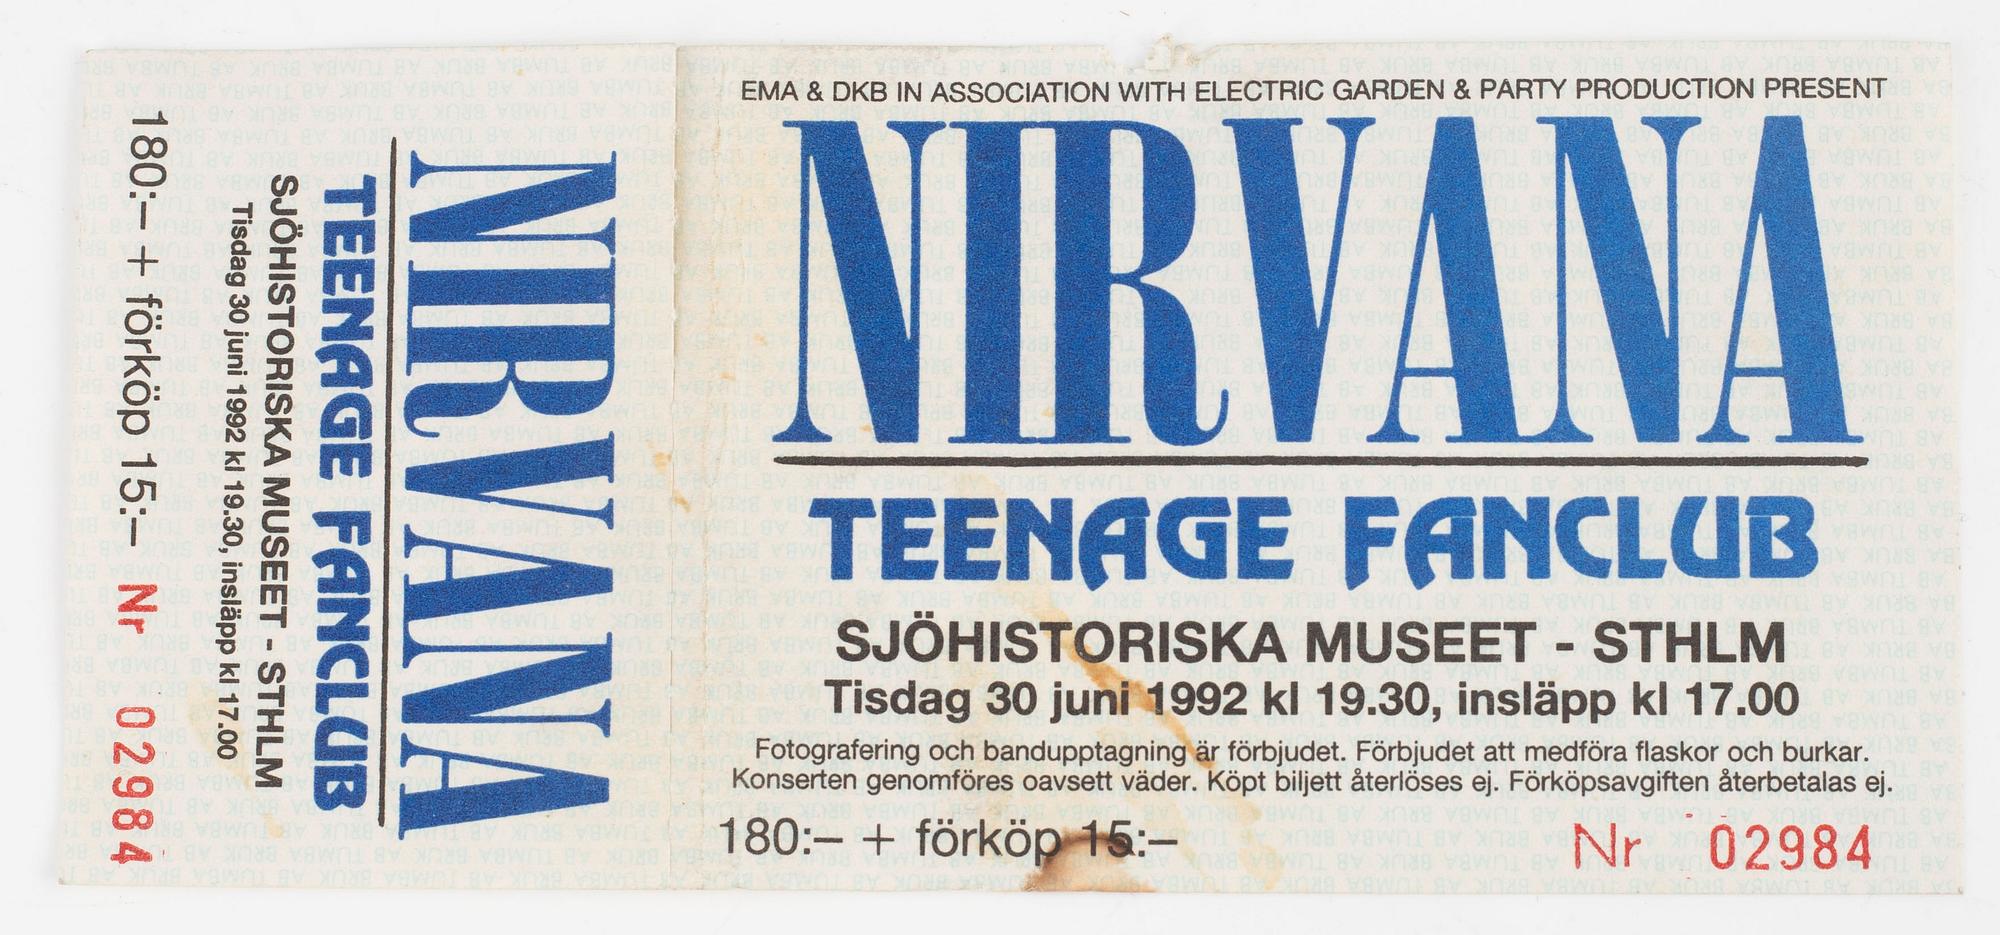 EMA & DKB IN ASSOCIATION WITH ELECTRIC GARDEN & PARTY PRODUCTION PRESENT
NIRVANA
TEENAGE FANCLUB
SJÖHISTORISKA MUSEET - STHLM
Tisdag 30 juni 1992 kl 19.30, insläpp kl 17.00
Fotografering och bandupptagning är förbjudet. Förbjudet att medföra flaskor och burkar.
Konserten genomföres oavsett väder. Köpt biljett återlöses ej. Förköpsavgiften återbetalas ej.
180:– + förköp 15:–
Nr 02984
NIRVANA
TEENAGE FANCLUB
SJÖHISTORISKA MUSEET - STHLM
Tisdag 30 juni 1992 kl 19.30, insläpp kl 17.00
180:– + förköp 15:– Nr 02984
TUMBA BRUK AB